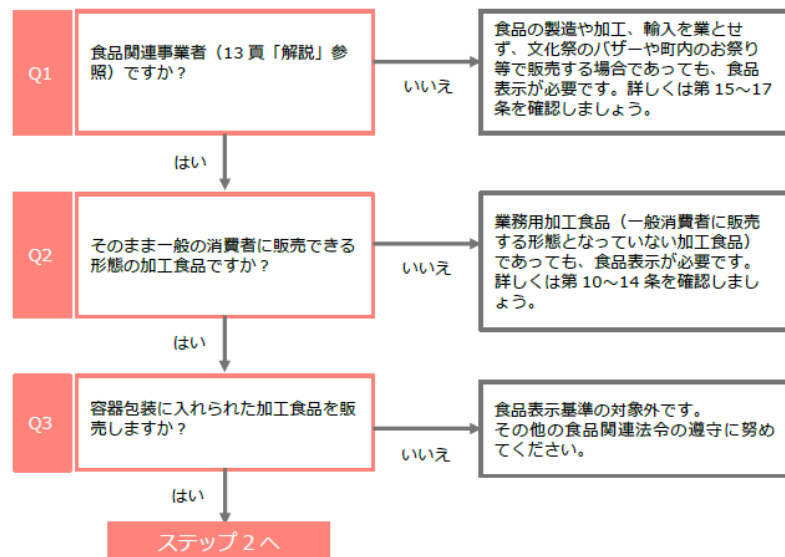 Q1
食品関連事業者（13 頁「解説」参
照）ですか？
いいえ
食品の製造や加工、輸入を業とせ
ず、文化祭のバザーや町内のお祭り
等で販売する場合であっても、食品
表示が必要です。詳しくは第 15～17
条を確認しましょう。
はい
Q2
そのまま一般の消費者に販売できる
形態の加工食品ですか？
いいえ
業務用加工食品（一般消費者に販売
する形態となっていない加工食品）
であっても、食品表示が必要です。
詳しくは第 10～14 条を確認しまし
ょう。
はい
Q3
容器包装に入れられた加工食品を販
売しますか？
いいえ
食品表示基準の対象外です。
その他の食品関連法令の遵守に努め
てください。
はい
ステップ２へ